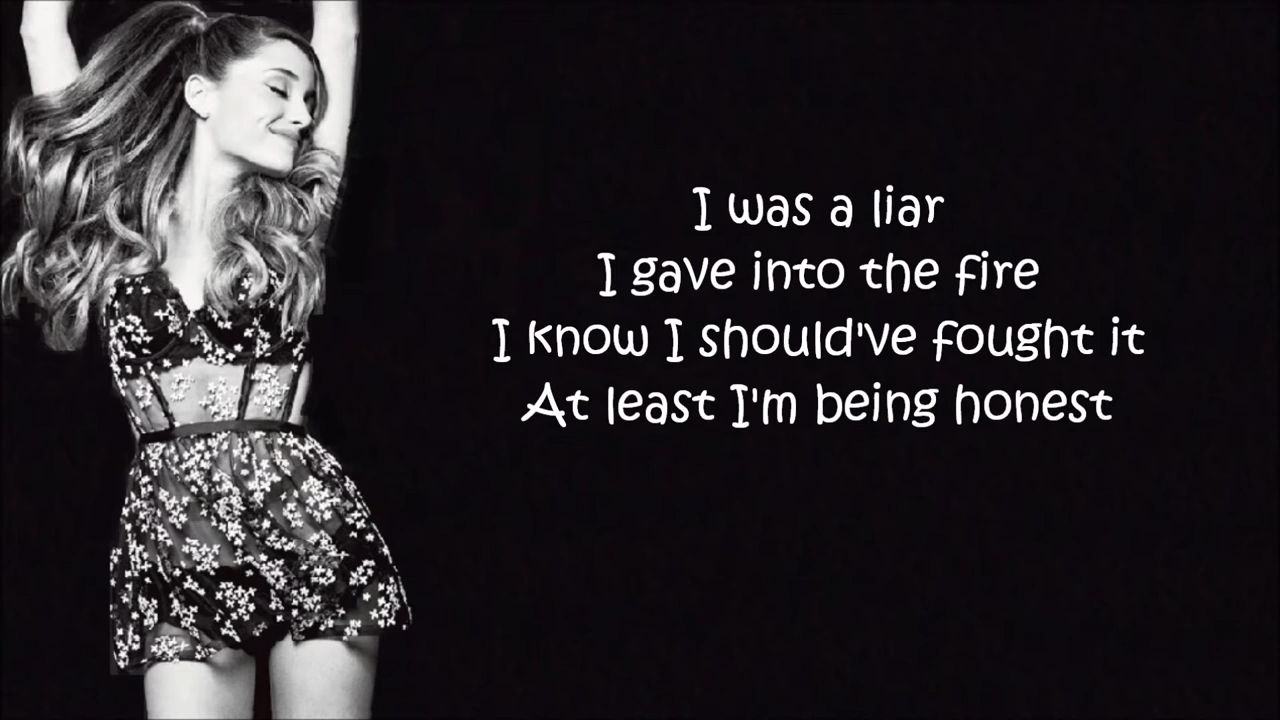 I was a liar
I gave into the fire
I know I should've fought it
At least I'm being honest